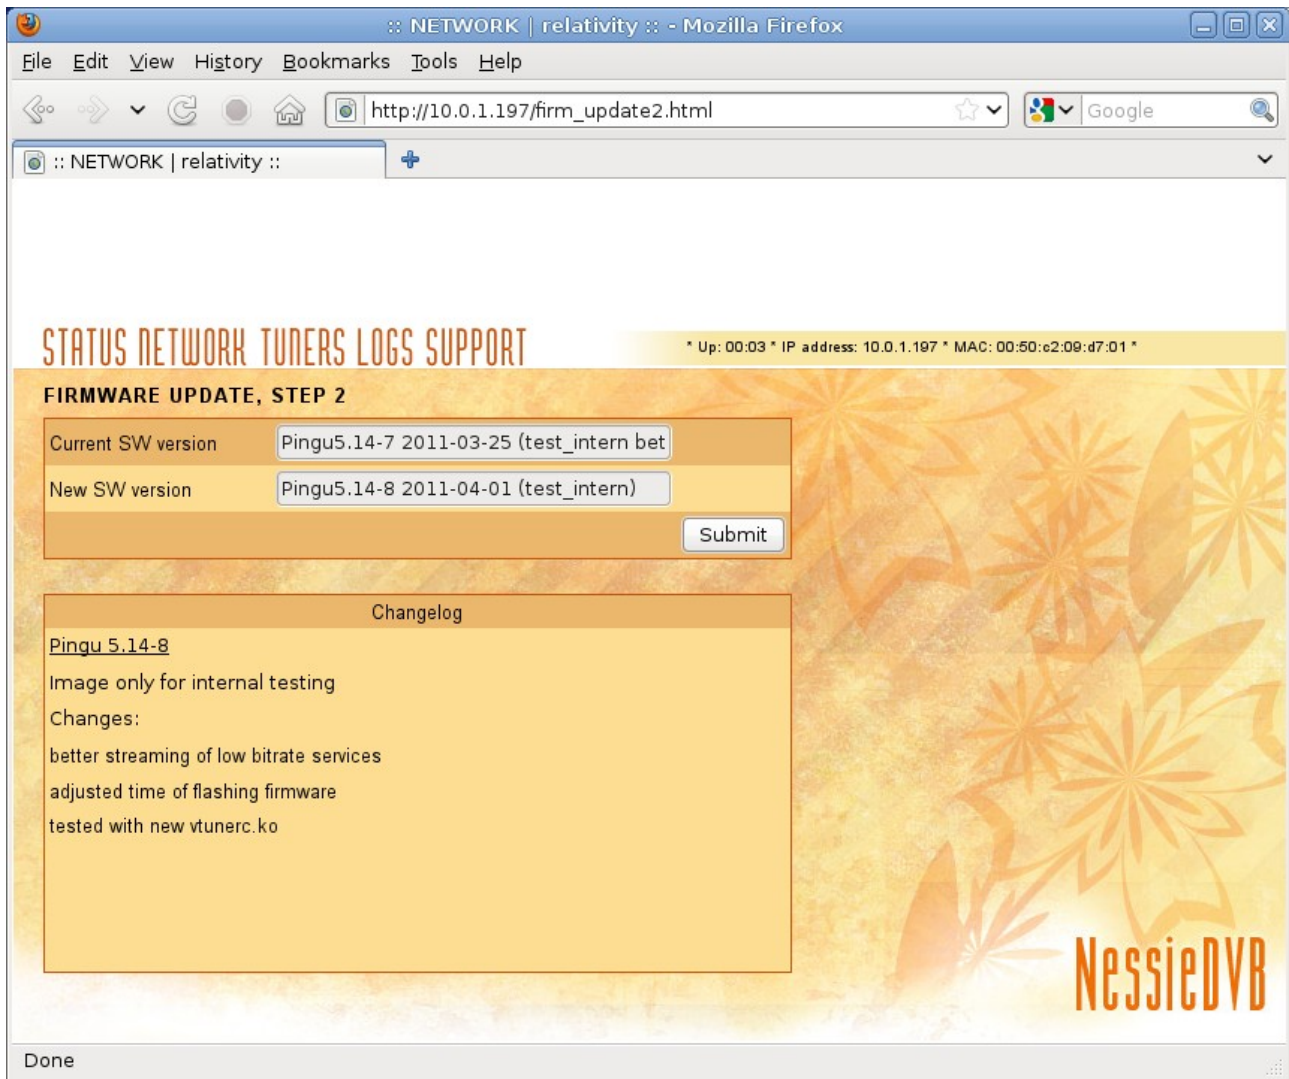 :: NETWORK | relativity :: - Mozilla Firefox
File Edit View History Bookmarks Tools Help
http://10.0.1.197/firm_update2.html Google
:: NETWORK | relativity ::
STATUS NETWORK TUNERS LOGS SUPPORT
* Up: 00:03 * IP address: 10.0.1.197 * MAC: 00:50:c2:09:d7:01 *
FIRMWARE UPDATE, STEP 2
Current SW version Pingu5.14-7 2011-03-25 (test_intern bet
New SW version Pingu5.14-8 2011-04-01 (test_intern)
Submit
Changelog
Pingu 5.14-8
Image only for internal testing
Changes:
better streaming of low bitrate services
adjusted time of flashing firmware
tested with new vtunerc.ko
NessieDVB
Done